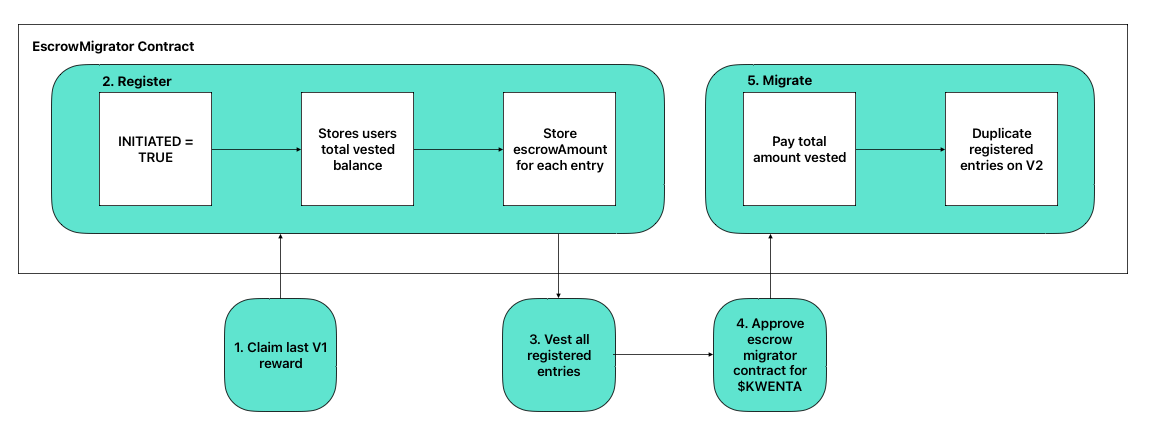 EscrowMigrator Contract
2. Register
INITIATED =
TRUE
Stores users
total vested
balance
Store
escrowAmount
for each entry
5. Migrate
Pay total
amount vested
Duplicate
registered
entries on V2
1. Claim last V1
reward
3. Vest all
registered
entries
4. Approve
escrow
migrator
contract for
$KWENTA